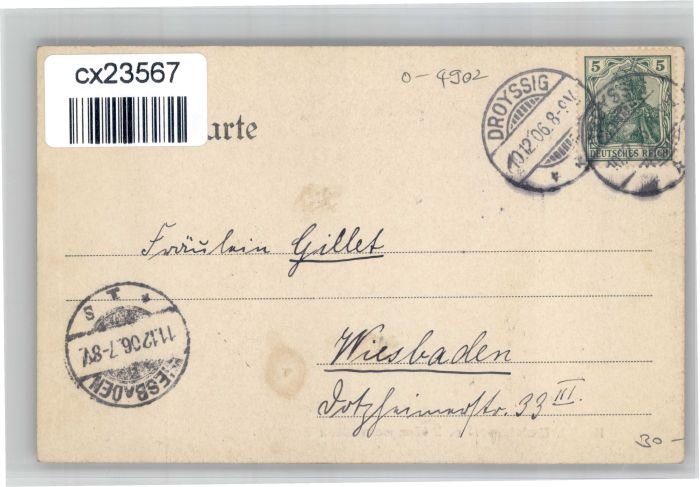 cx23567
arte
0-4902
DROYSSIG
10.12.06.8-9V.
5 5
DEUTSCHES REICH
Fräulein Gillet
Wiesbaden
Dotzheimerstr. 33 III.
ST
11.12.06.7-8V.
WIESBADEN
30-